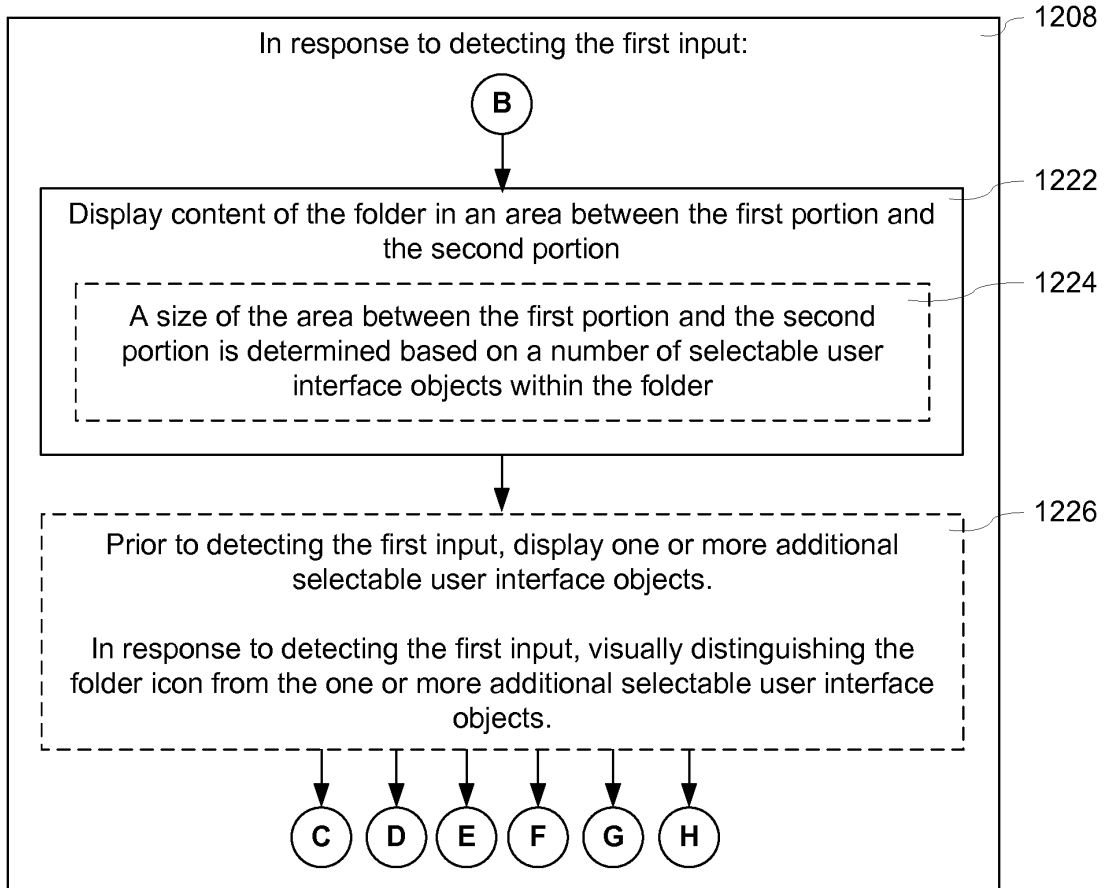 1208
In response to detecting the first input:
B
1222
Display content of the folder in an area between the first portion and
the second portion
1224
A size of the area between the first portion and the second
portion is determined based on a number of selectable user
interface objects within the folder
1226
Prior to detecting the first input, display one or more additional
selectable user interface objects.
In response to detecting the first input, visually distinguishing the
folder icon from the one or more additional selectable user interface
objects.
C D E F G H